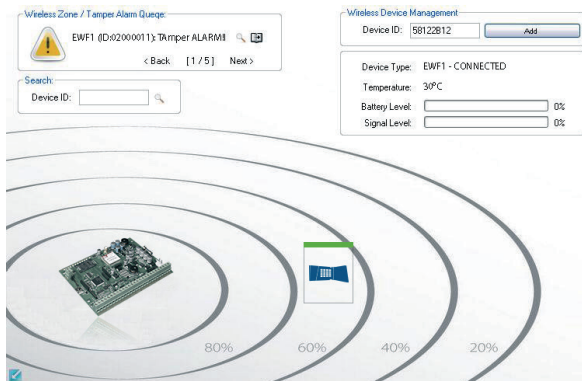 Wireless Zone / Tamper Alarm Queqe:
EWF1 (ID:02000011): TAmper ALARM!!
< Back [ 1 / 5 ] Next >
Search:
Device ID:
Wireless Device Management
Device ID: 58122B12 Add
Device Type: EWF1 - CONNECTED
Temperature: 30ºC
Battery Level: 0%
Signal Level: 0%
80% 60% 40% 20%